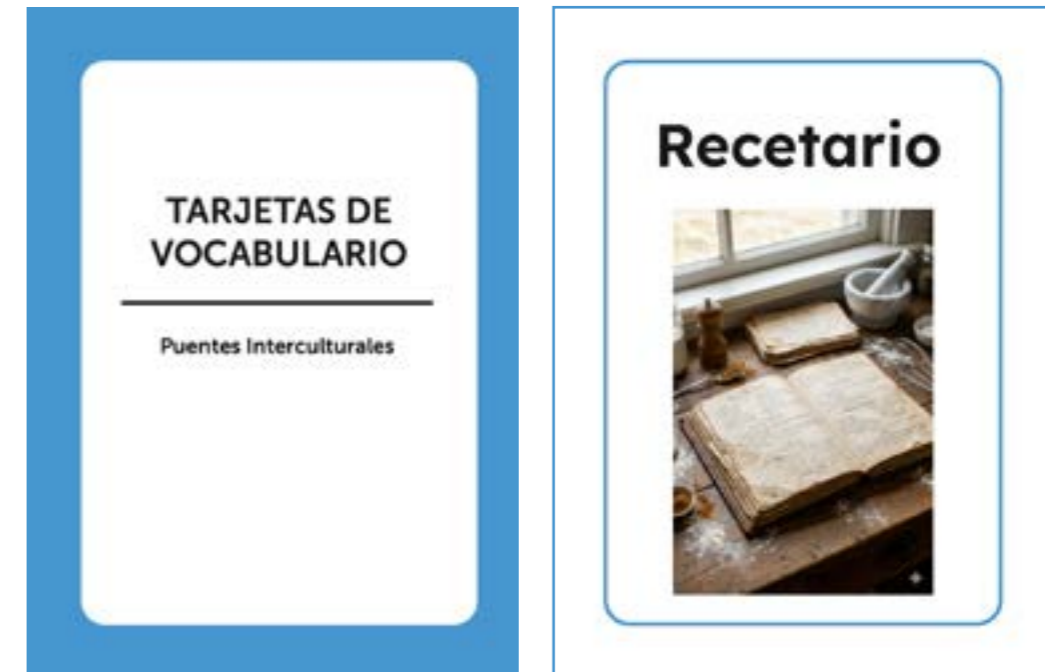 TARJETAS DE
VOCABULARIO
Puentes Interculturales
Recetario